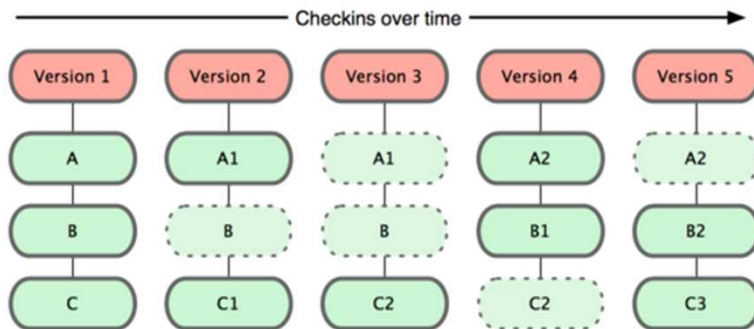 Checkins over time
Version 1 Version 2 Version 3 Version 4 Version 5
A A1 A1 A2 A2
B B B B1 B2
C C1 C2 C2 C3